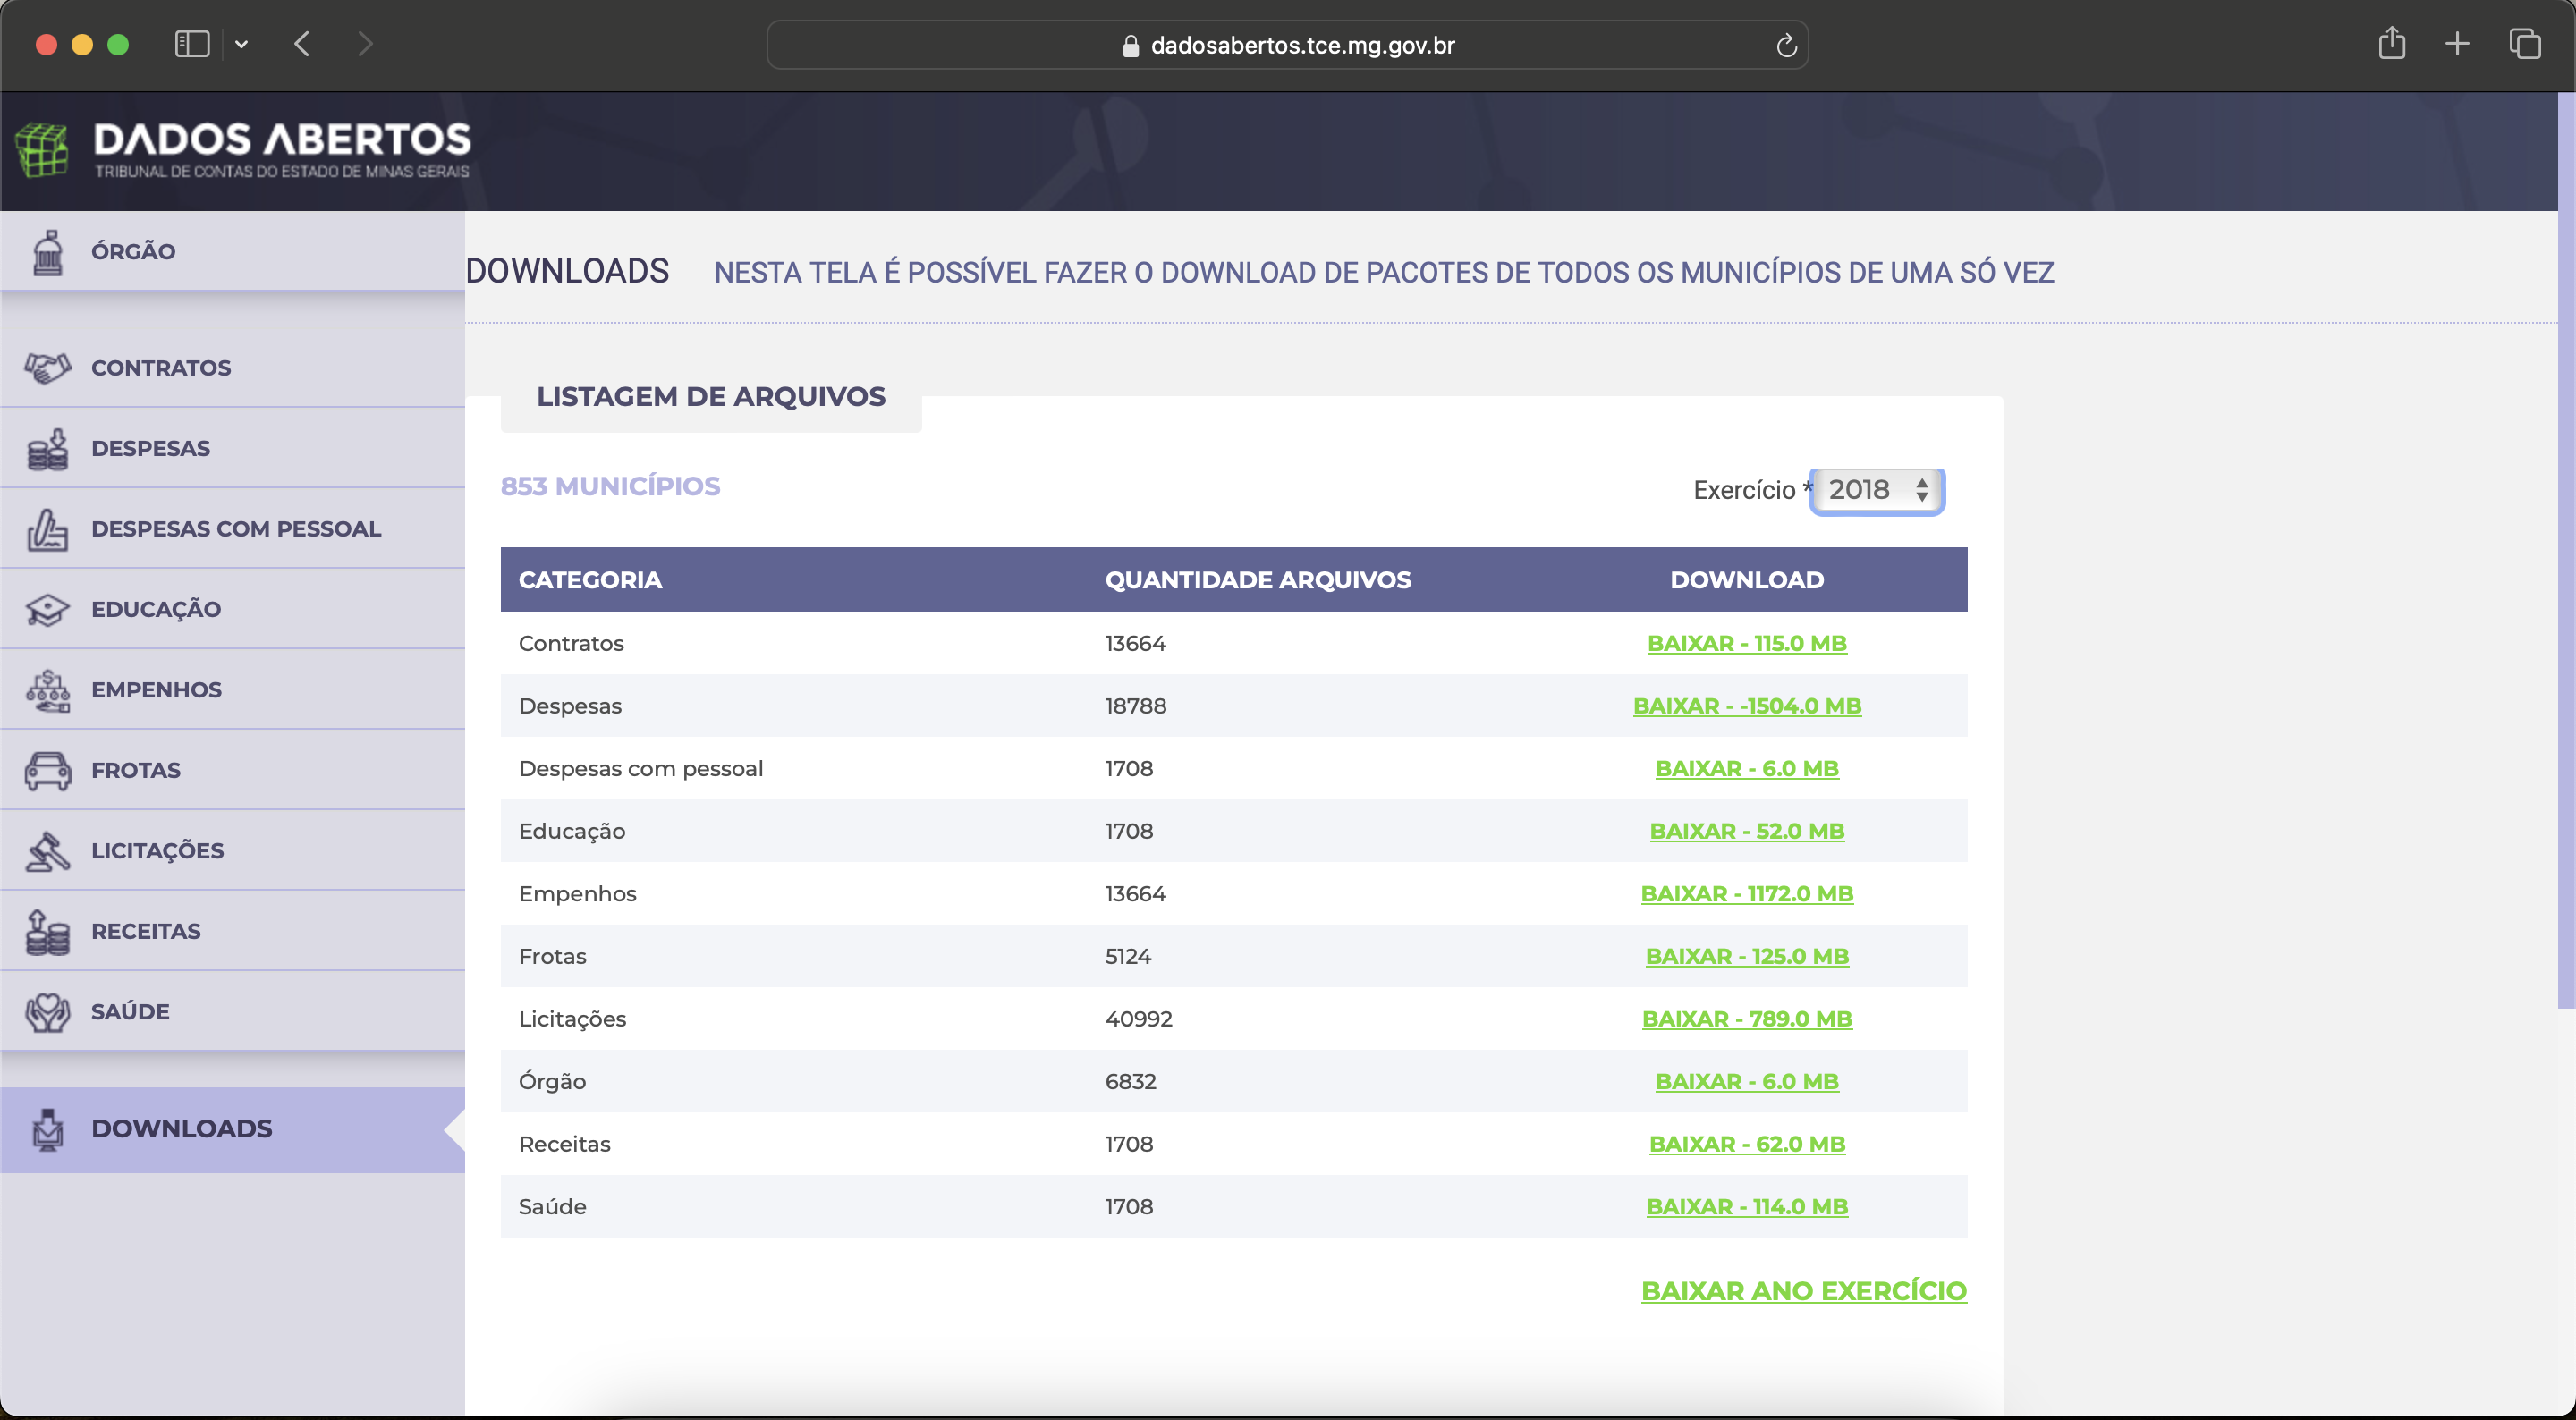 dadosabertos.tce.mg.gov.br
DADOS ABERTOS
TRIBUNAL DE CONTAS DO ESTADO DE MINAS GERAIS
ÓRGÃO
CONTRATOS
DESPESAS
DESPESAS COM PESSOAL
EDUCAÇÃO
EMPENHOS
FROTAS
LICITAÇÕES
RECEITAS
SAÚDE
DOWNLOADS
DOWNLOADS NESTA TELA É POSSÍVEL FAZER O DOWNLOAD DE PACOTES DE TODOS OS MUNICÍPIOS DE UMA SÓ VEZ
LISTAGEM DE ARQUIVOS
853 MUNICÍPIOS Exercício * 2018
CATEGORIA QUANTIDADE ARQUIVOS DOWNLOAD
Contratos 13664 BAIXAR - 115.0 MB
Despesas 18788 BAIXAR - -1504.0 MB
Despesas com pessoal 1708 BAIXAR - 6.0 MB
Educação 1708 BAIXAR - 52.0 MB
Empenhos 13664 BAIXAR - 1172.0 MB
Frotas 5124 BAIXAR - 125.0 MB
Licitações 40992 BAIXAR - 789.0 MB
Órgão 6832 BAIXAR - 6.0 MB
Receitas 1708 BAIXAR - 62.0 MB
Saúde 1708 BAIXAR - 114.0 MB
BAIXAR ANO EXERCÍCIO